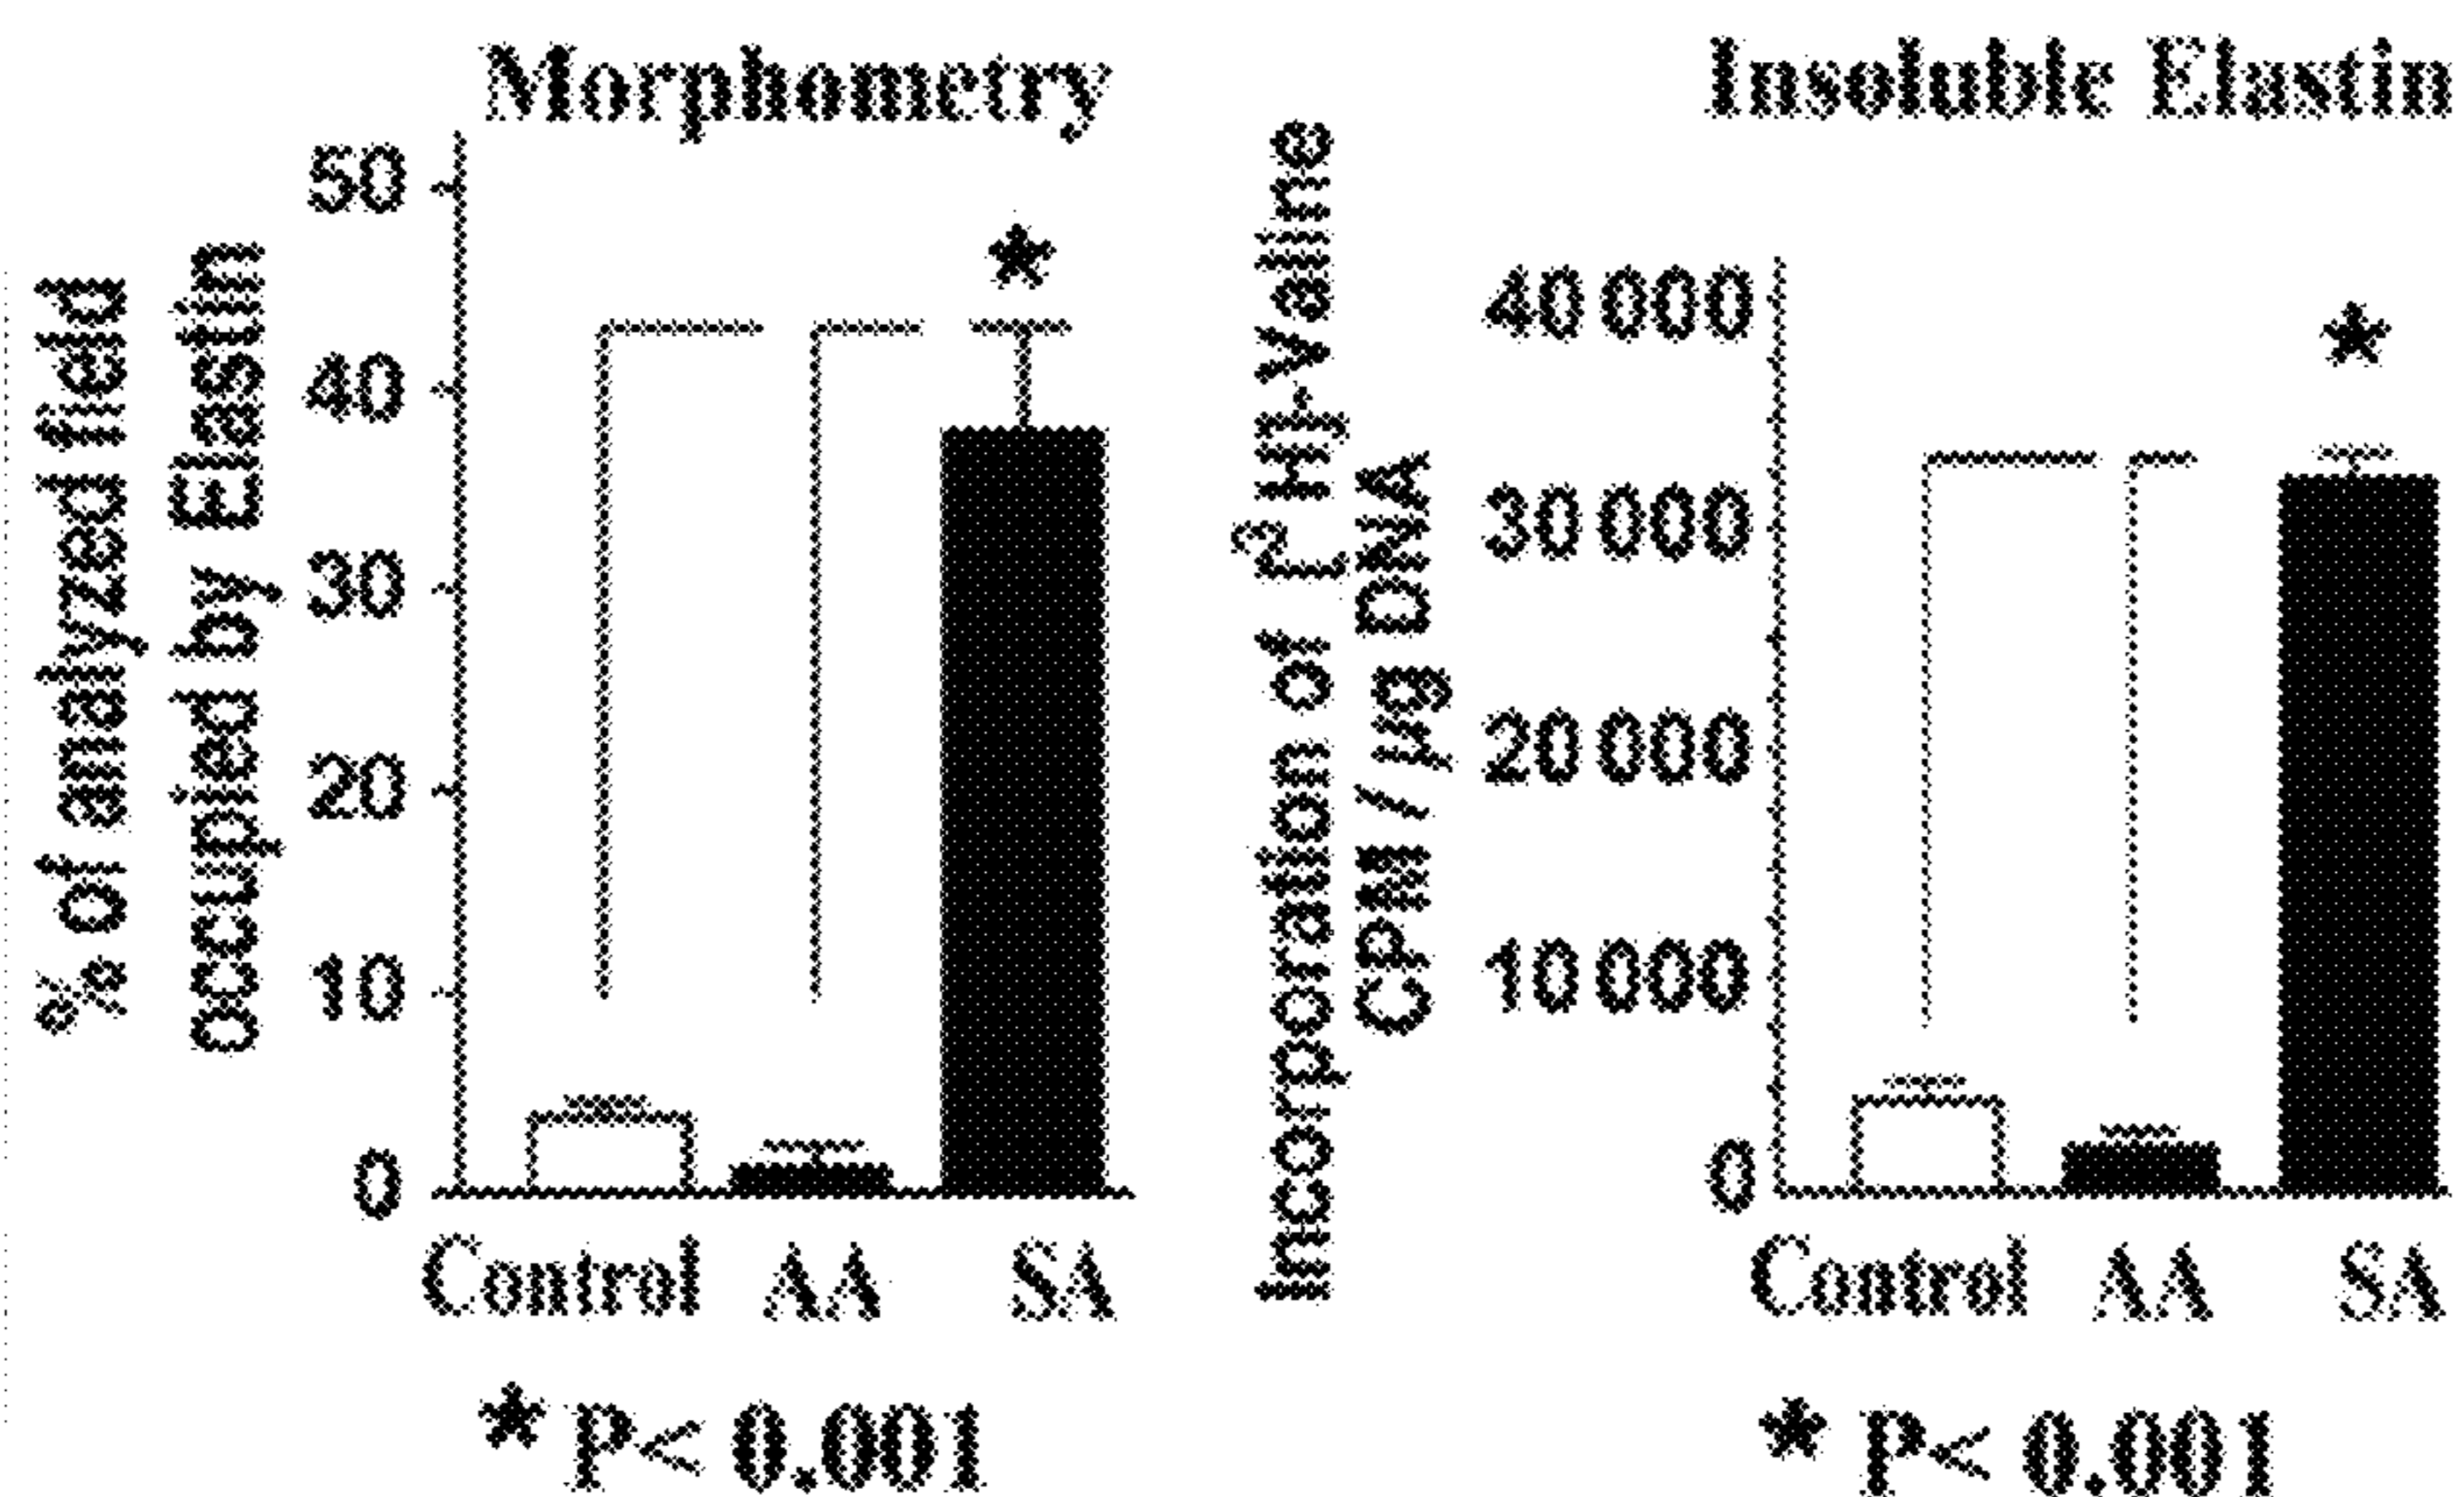 Morphometry
% of analyzed field
occupied by Elastin
50
40
30
20
10
0
Control AA SA
* P< 0.001
Insoluble Elastin
Incorporation of [³H]-Valine
CPM / µg DNA
40 000
30 000
20 000
10 000
0
Control AA SA
* P< 0.001